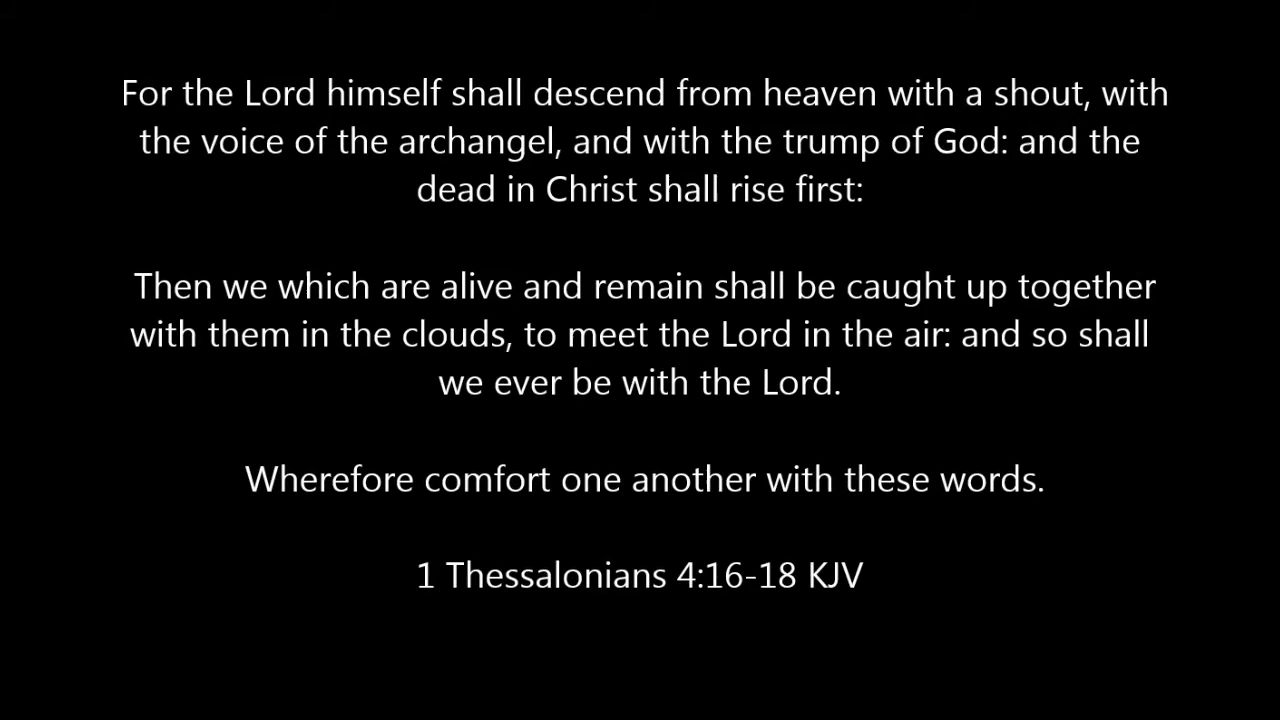 For the Lord himself shall descend from heaven with a shout, with
the voice of the archangel, and with the trump of God: and the
dead in Christ shall rise first:
Then we which are alive and remain shall be caught up together
with them in the clouds, to meet the Lord in the air: and so shall
we ever be with the Lord.
Wherefore comfort one another with these words.
1 Thessalonians 4:16-18 KJV